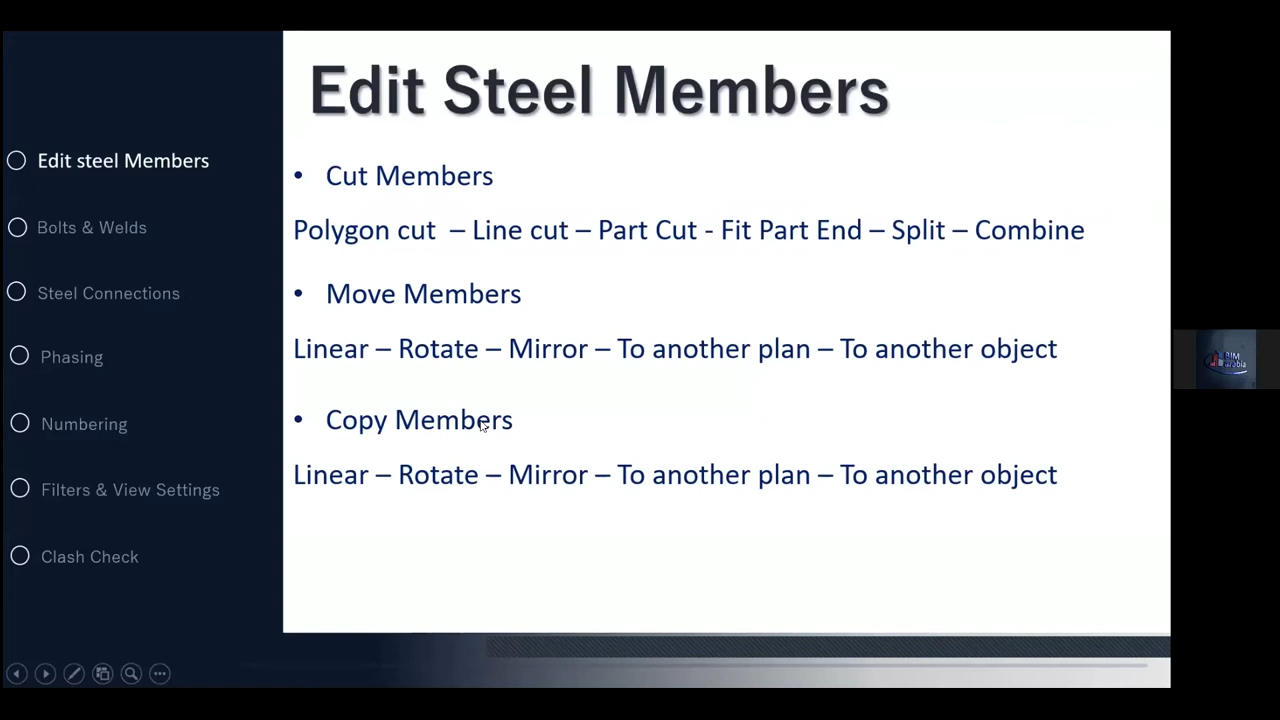 Edit Steel Members
Edit steel Members
Bolts & Welds
Steel Connections
Phasing
Numbering
Filters & View Settings
Clash Check
• Cut Members
Polygon cut – Line cut – Part Cut - Fit Part End – Split – Combine
• Move Members
Linear – Rotate – Mirror – To another plan – To another object
• Copy Members
Linear – Rotate – Mirror – To another plan – To another object
BIM
arabia